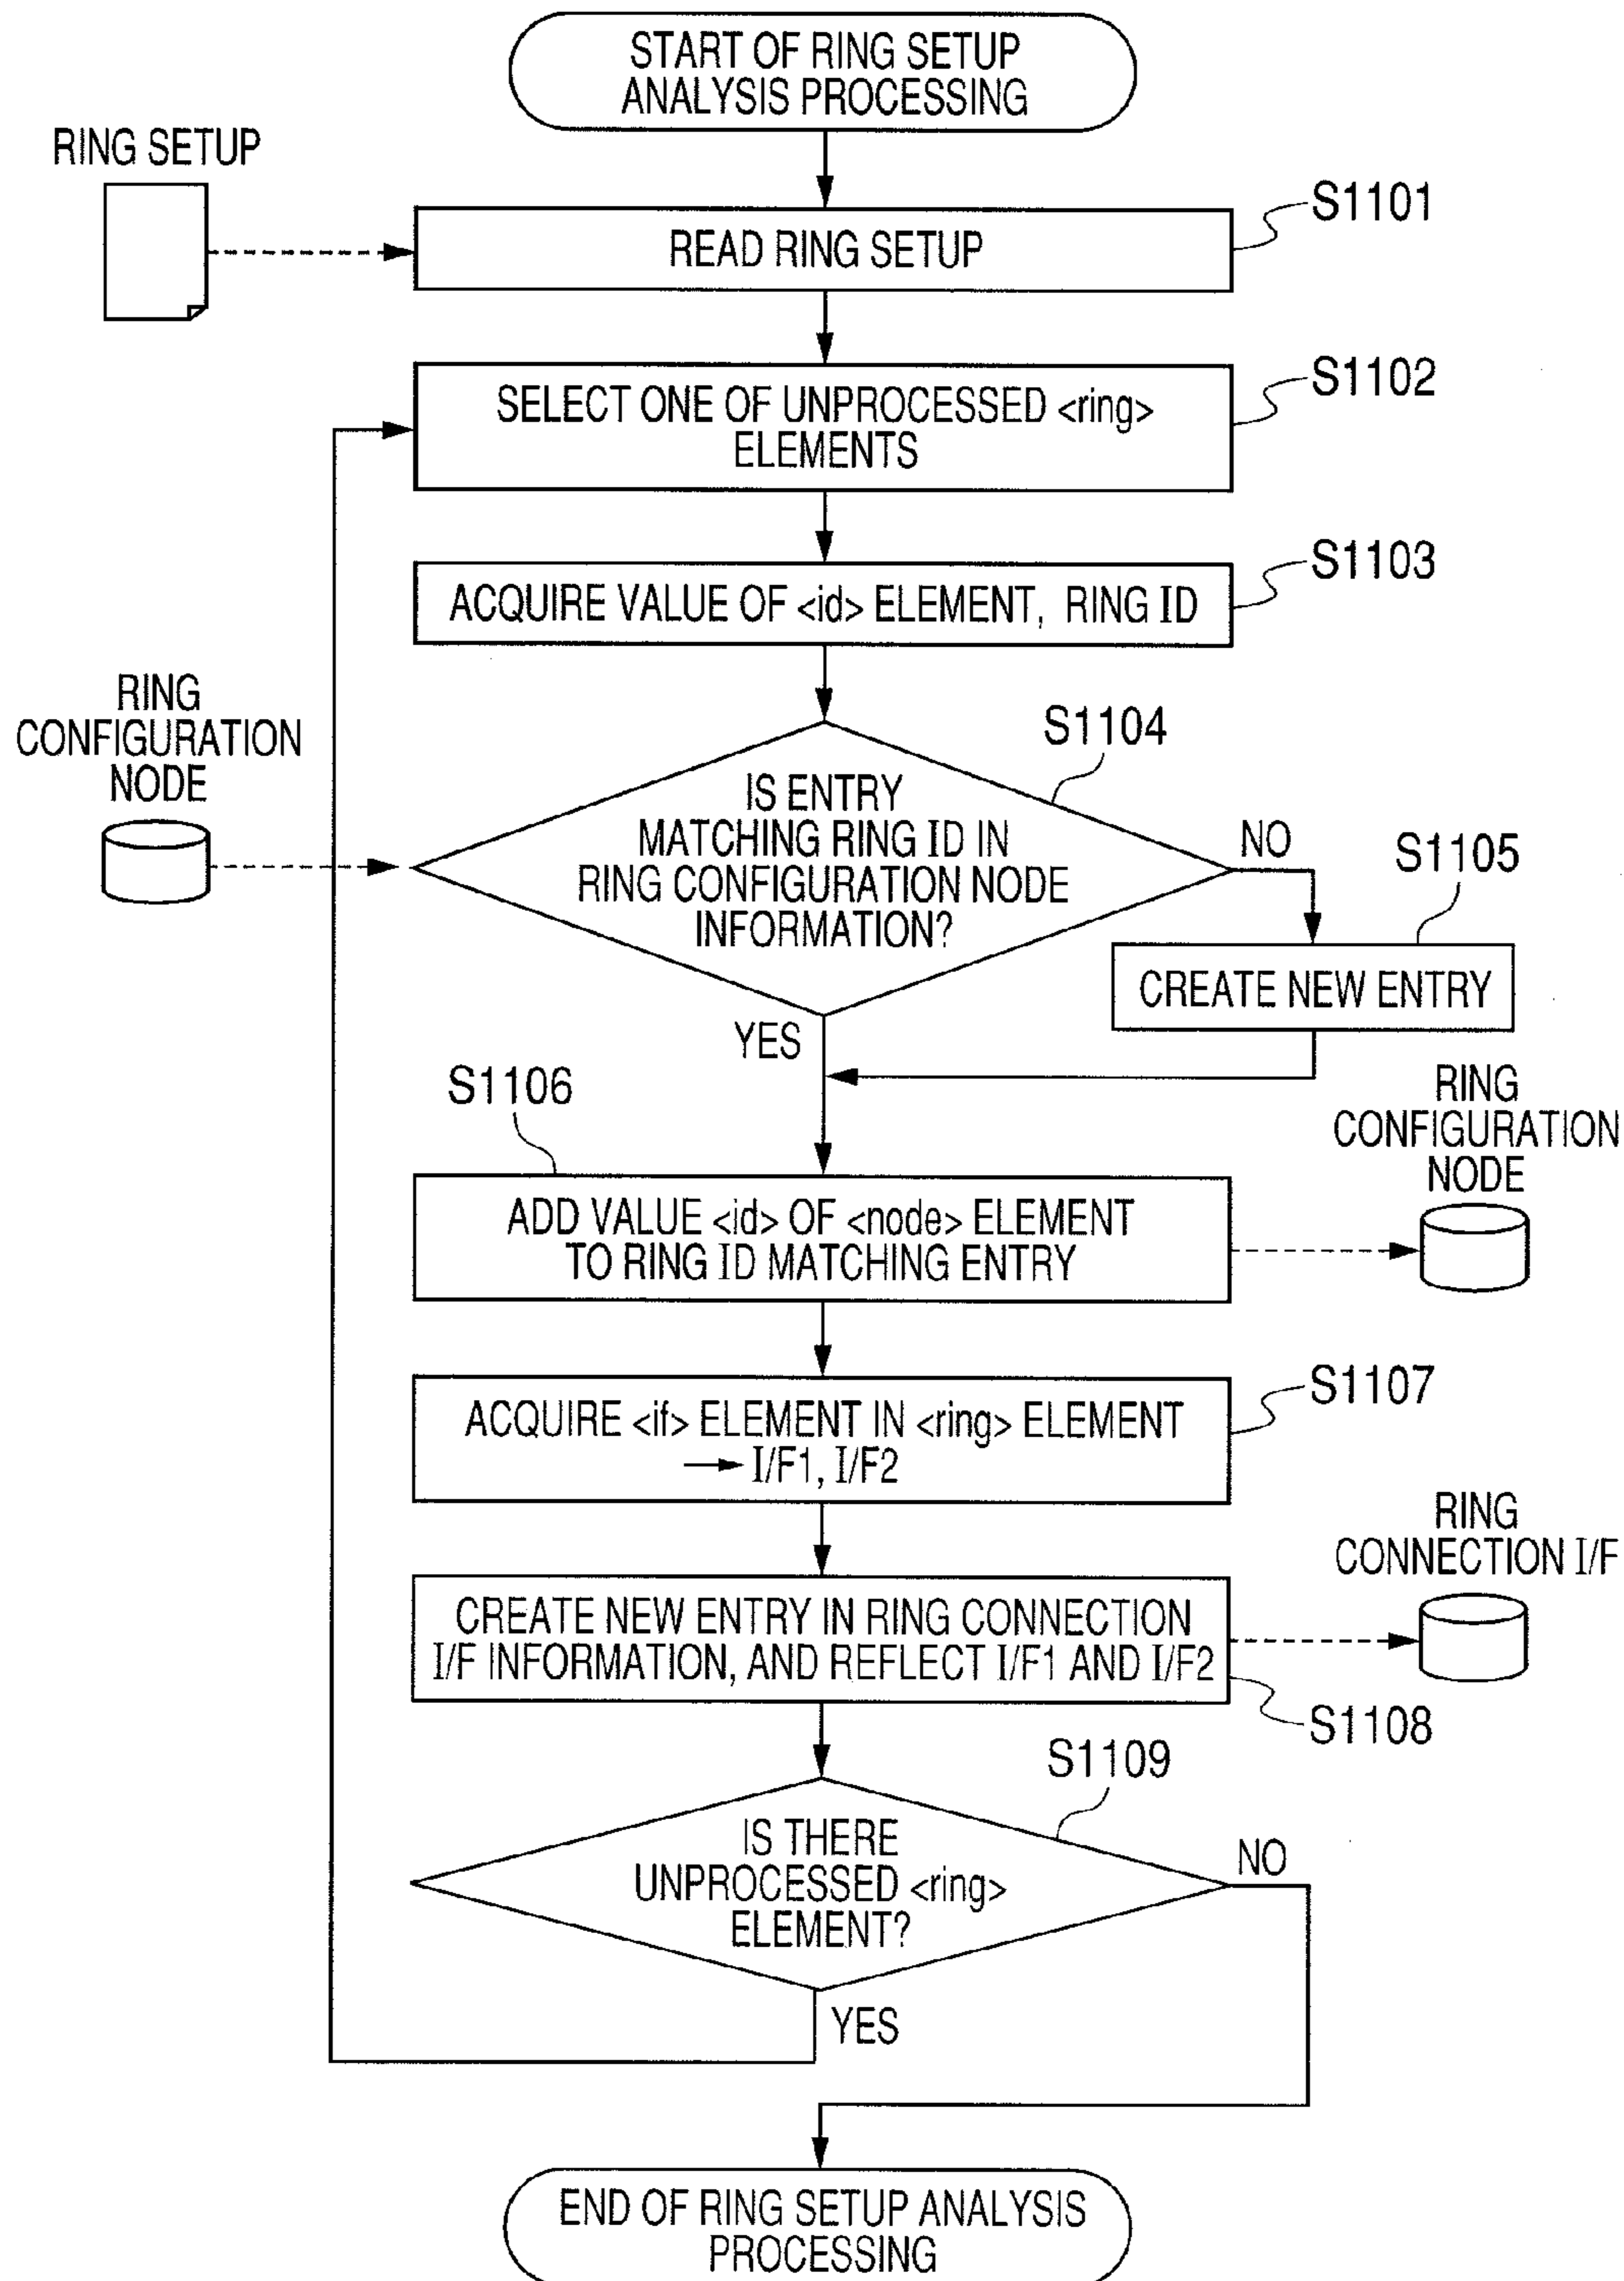 START OF RING SETUP
ANALYSIS PROCESSING
RING SETUP
S1101
READ RING SETUP
S1102
SELECT ONE OF UNPROCESSED <ring>
ELEMENTS
S1103
ACQUIRE VALUE OF <id> ELEMENT, RING ID
RING
CONFIGURATION
NODE
S1104
IS ENTRY
MATCHING RING ID IN
RING CONFIGURATION NODE
INFORMATION?
NO
S1105
CREATE NEW ENTRY
YES
S1106
RING
CONFIGURATION
NODE
ADD VALUE <id> OF <node> ELEMENT
TO RING ID MATCHING ENTRY
S1107
ACQUIRE <if> ELEMENT IN <ring> ELEMENT
→ I/F1, I/F2
RING
CONNECTION I/F
CREATE NEW ENTRY IN RING CONNECTION
I/F INFORMATION, AND REFLECT I/F1 AND I/F2
S1108
S1109
IS THERE
UNPROCESSED <ring>
ELEMENT?
NO
YES
END OF RING SETUP ANALYSIS
PROCESSING